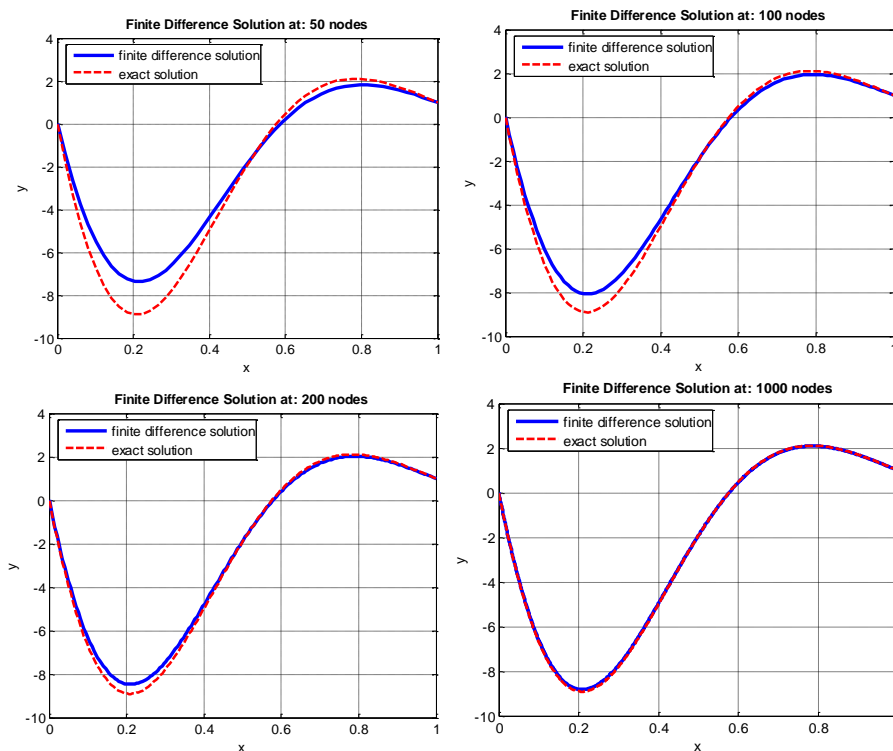 Finite Difference Solution at: 50 nodes
4
2
0
-2
-4
-6
-8
-10
y
finite difference solution
exact solution
0
0.2
0.4
0.6
0.8
1
x
Finite Difference Solution at: 100 nodes
4
2
0
-2
-4
-6
-8
-10
y
finite difference solution
exact solution
0
0.2
0.4
0.6
0.8
1
x
Finite Difference Solution at: 200 nodes
4
2
0
-2
-4
-6
-8
-10
y
finite difference solution
exact solution
0
0.2
0.4
0.6
0.8
1
x
Finite Difference Solution at: 1000 nodes
4
2
0
-2
-4
-6
-8
-10
y
finite difference solution
exact solution
0
0.2
0.4
0.6
0.8
x